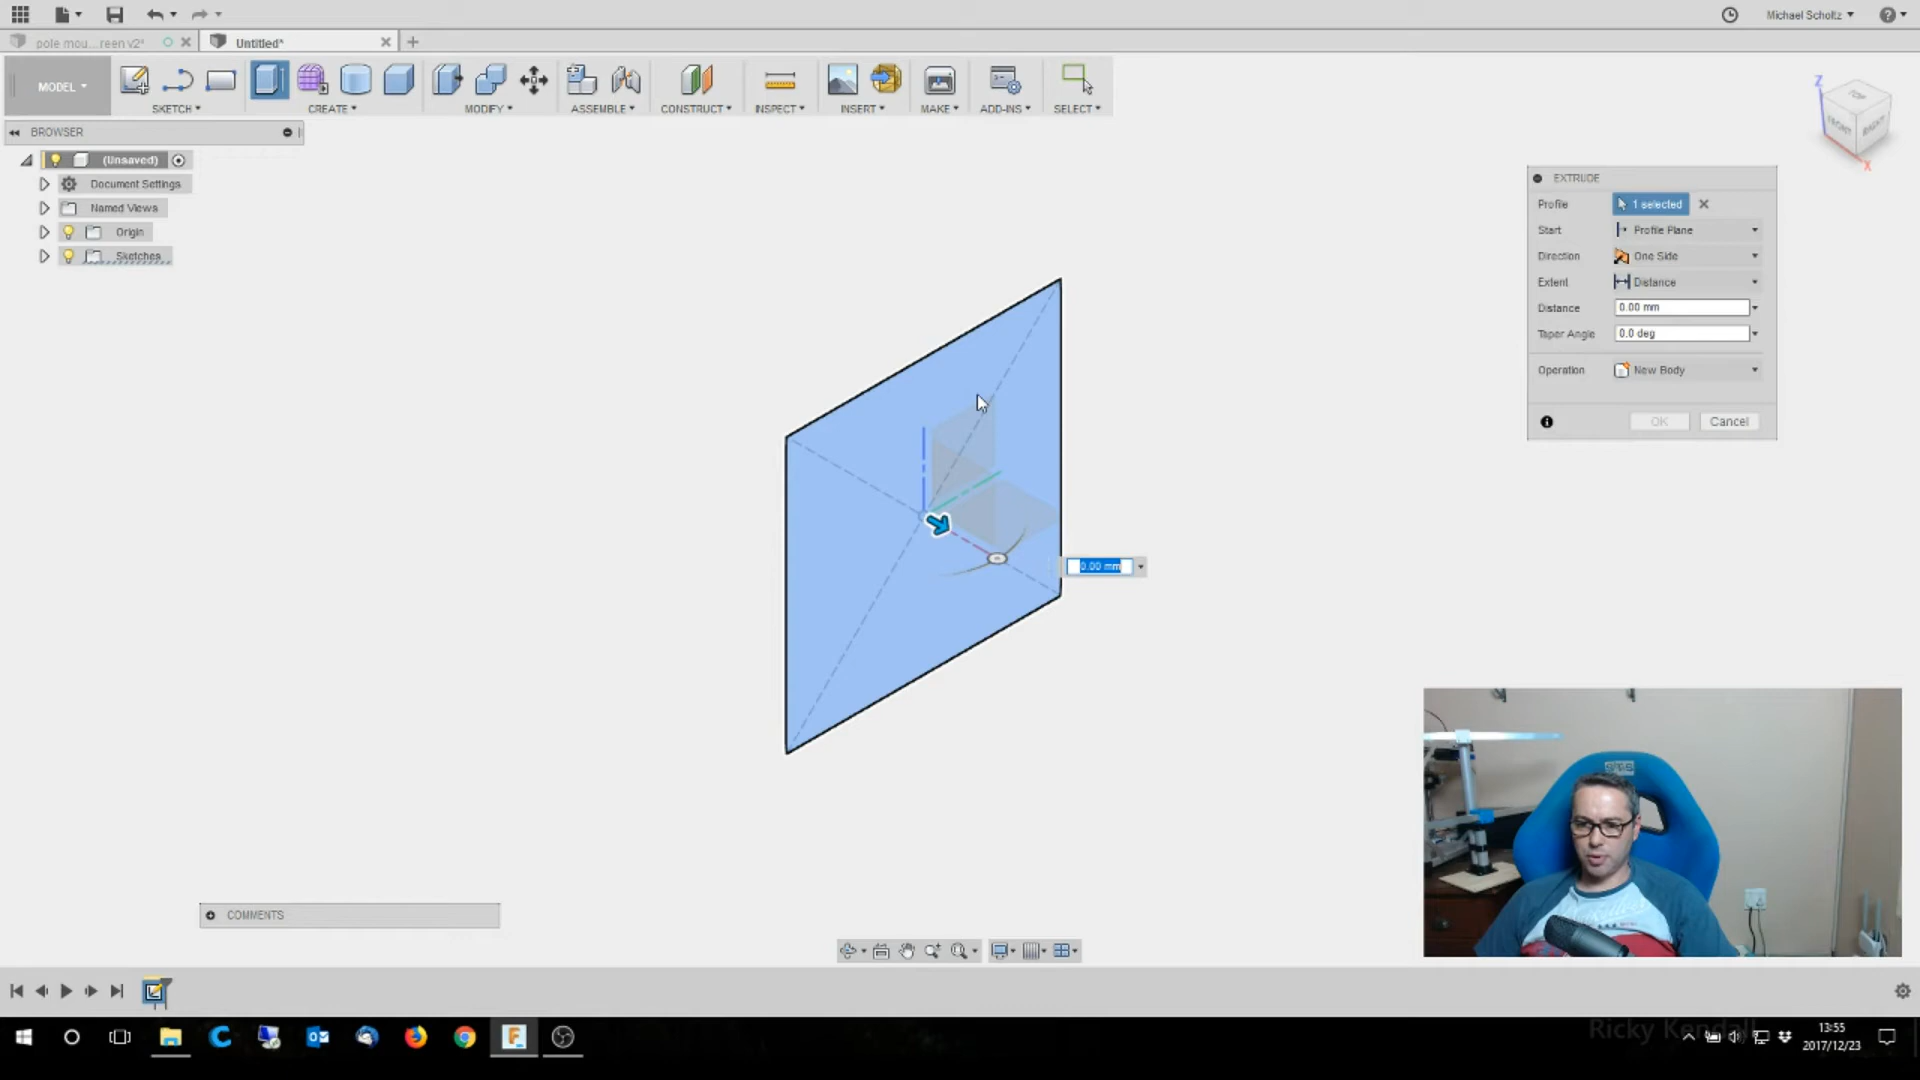 Michael Scholtz
pole mou...reen v2*
Untitled*
MODEL
SKETCH
CREATE
MODIFY
ASSEMBLE
CONSTRUCT
INSPECT
INSERT
MAKE
ADD-INS
SELECT
BROWSER
(Unsaved)
Document Settings
Named Views
Origin
Sketches
Z
TOP
FRONT
RIGHT
X
EXTRUDE
Profile 1 selected
Start Profile Plane
Direction One Side
Extent Distance
Distance 0.00 mm
Taper Angle 0.0 deg
Operation New Body
OK Cancel
0.00 mm
COMMENTS
13:55
2017/12/23